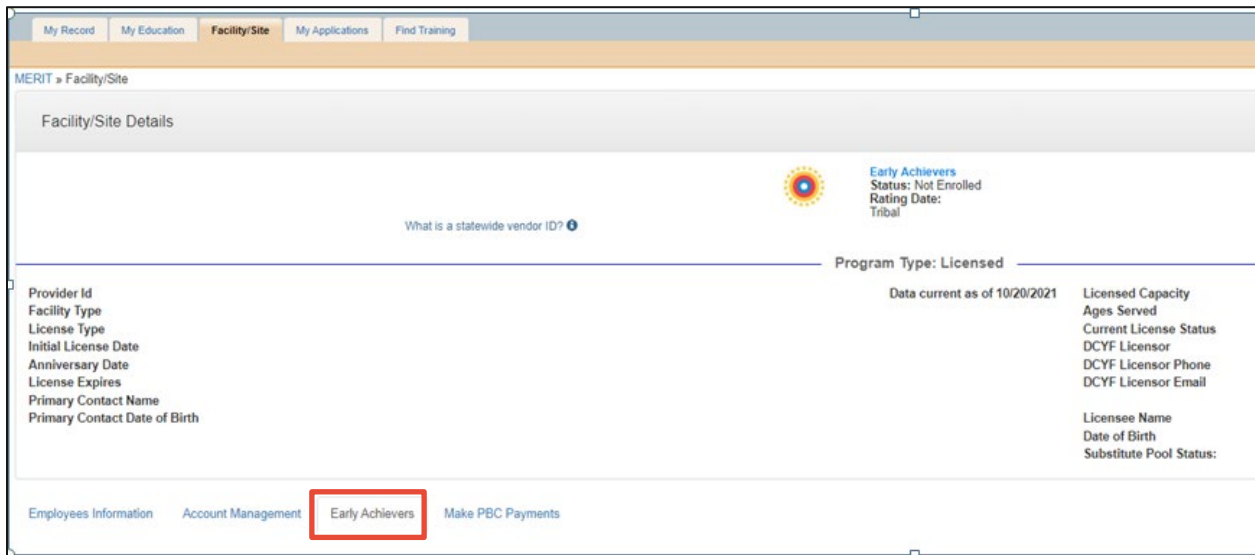 My Record My Education Facility/Site My Applications Find Training
MERIT » Facility/Site
Facility/Site Details
Early Achievers
Status: Not Enrolled
Rating Date:
Tribal
What is a statewide vendor ID?
Program Type: Licensed
Provider Id
Facility Type
License Type
Initial License Date
Anniversary Date
License Expires
Primary Contact Name
Primary Contact Date of Birth
Data current as of 10/20/2021
Licensed Capacity
Ages Served
Current License Status
DCYF Licensor
DCYF Licensor Phone
DCYF Licensor Email
Licensee Name
Date of Birth
Substitute Pool Status:
Employees Information Account Management Early Achievers Make PBC Payments